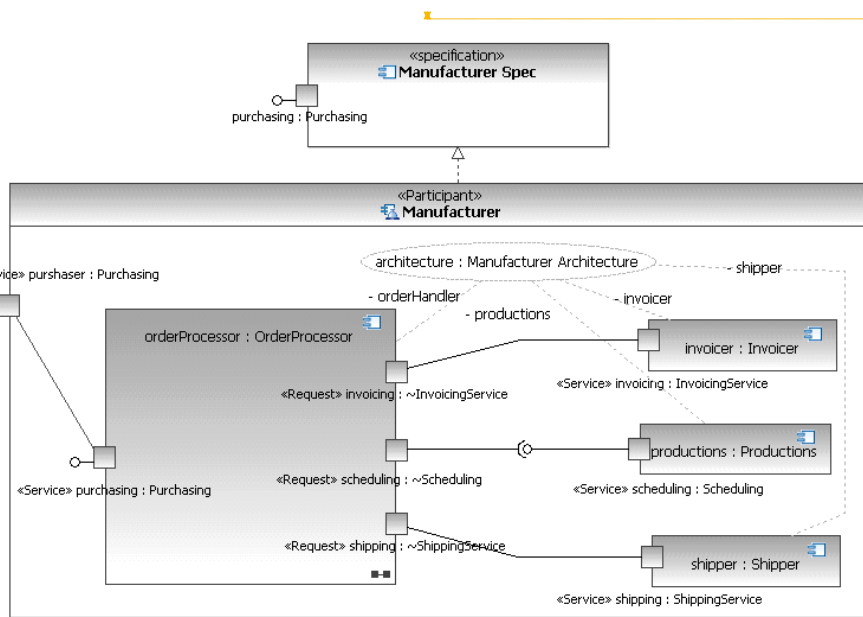 «specification»
Manufacturer Spec
purchasing : Purchasing
«Participant»
Manufacturer
architecture : Manufacturer Architecture
- shipper
purshaser : Purchasing
- orderHandler
- invoicer
- productions
orderProcessor : OrderProcessor
invoicer : Invoicer
«Service» invoicing : InvoicingService
«Request» invoicing : ~InvoicingService
productions : Productions
«Request» scheduling : ~Scheduling
«Service» purchasing : Purchasing
«Service» scheduling : Scheduling
«Request» shipping : ~ShippingService
shipper : Shipper
«Service» shipping : ShippingService